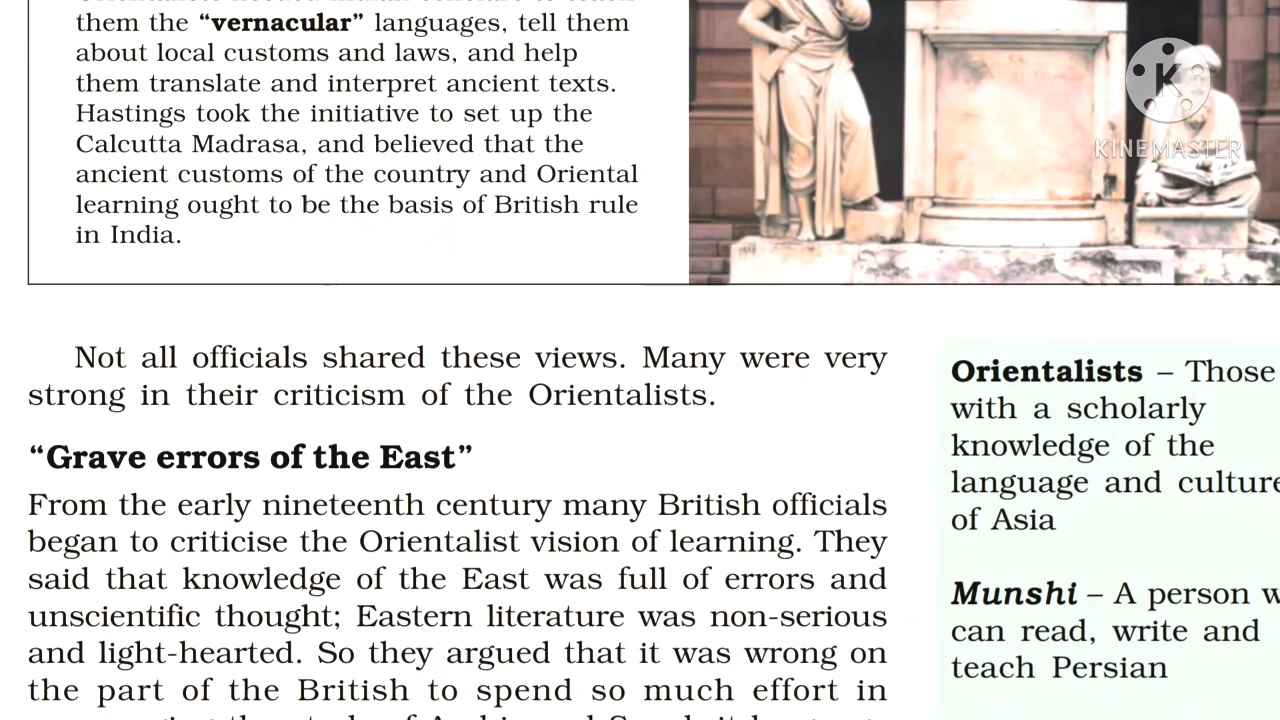 them the “vernacular” languages, tell them
about local customs and laws, and help
them translate and interpret ancient texts.
Hastings took the initiative to set up the
Calcutta Madrasa, and believed that the
ancient customs of the country and Oriental
learning ought to be the basis of British rule
in India.
K
KINEMASTER
Not all officials shared these views. Many were very
strong in their criticism of the Orientalists.
“Grave errors of the East”
From the early nineteenth century many British officials
began to criticise the Orientalist vision of learning. They
said that knowledge of the East was full of errors and
unscientific thought; Eastern literature was non-serious
and light-hearted. So they argued that it was wrong on
the part of the British to spend so much effort in
Orientalists – Those
with a scholarly
knowledge of the
language and culture
of Asia
Munshi – A person w
can read, write and
teach Persian